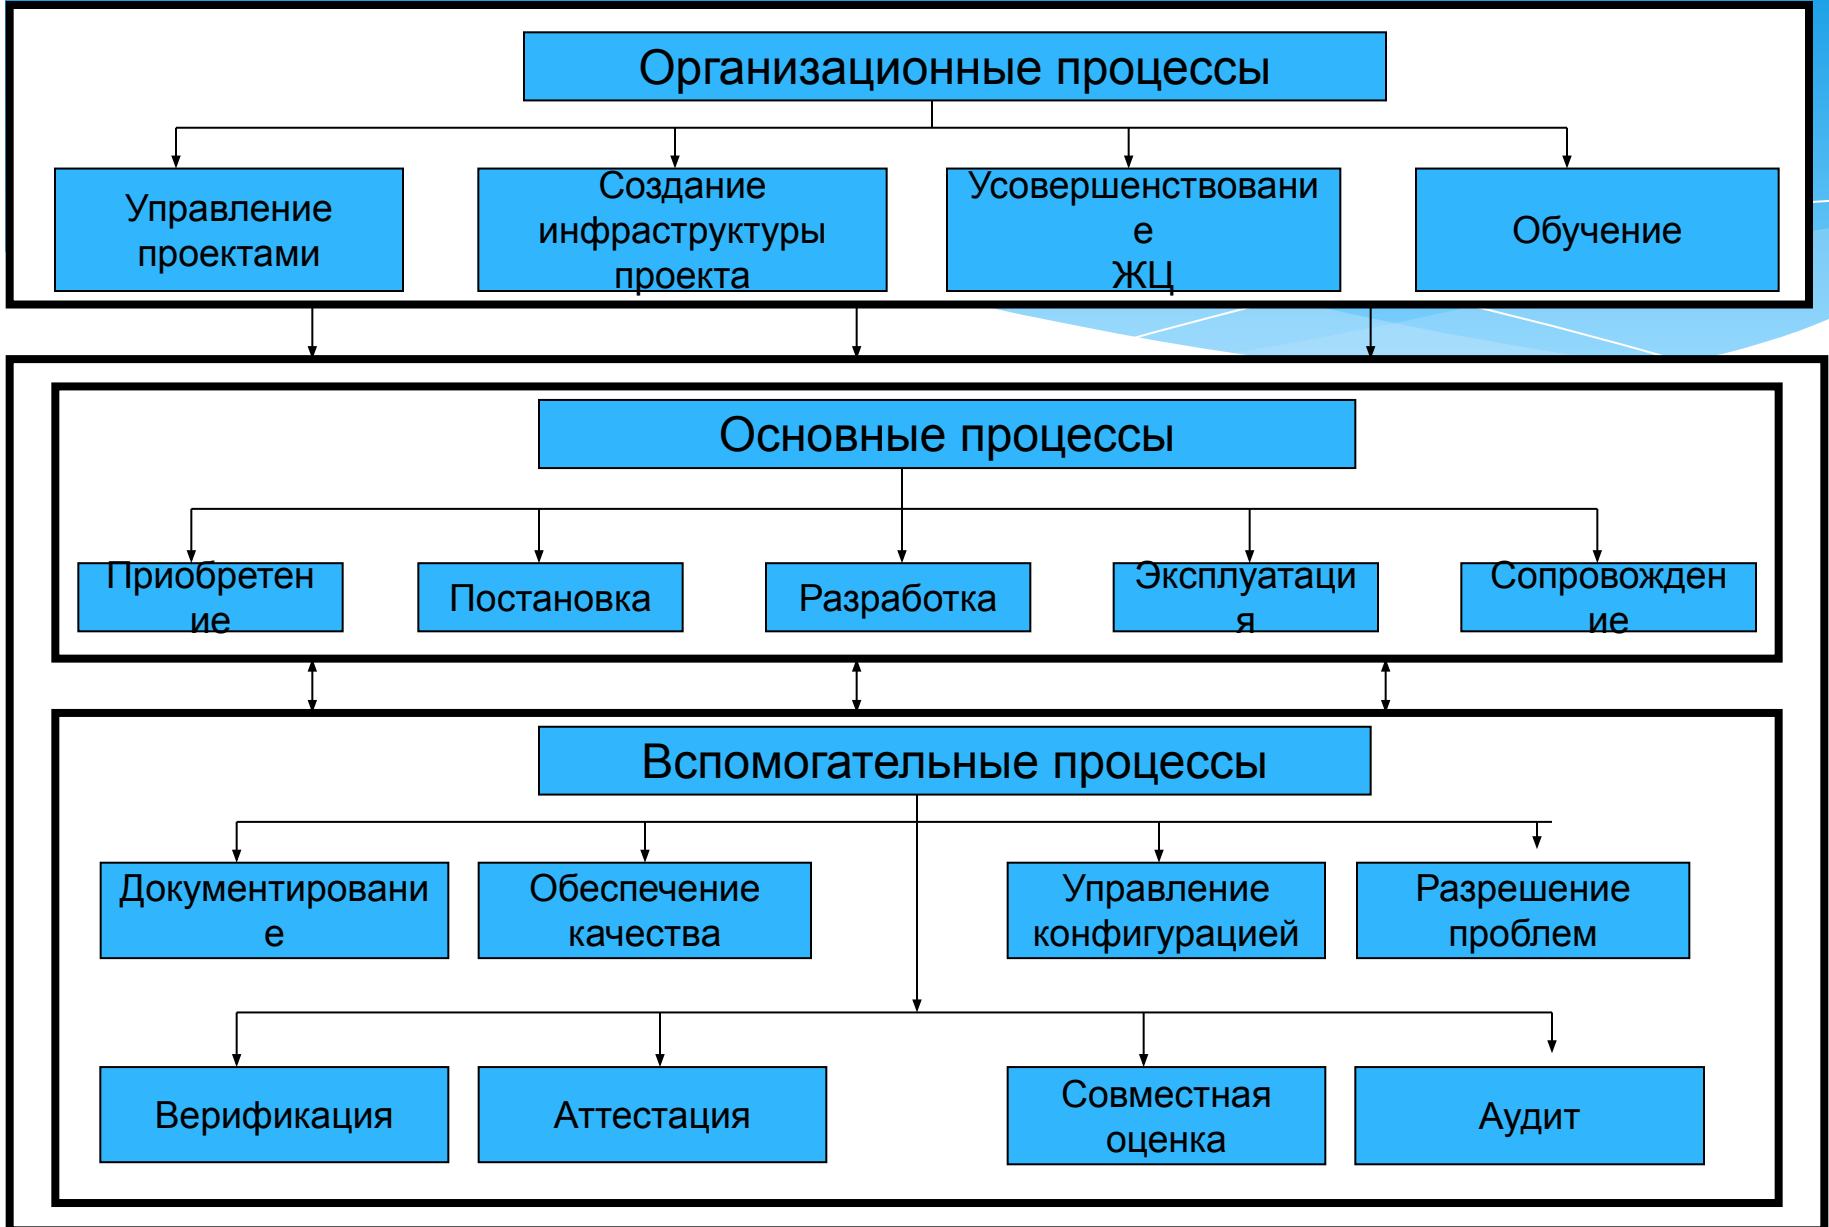 Организационные процессы
Управление
проектами
Создание
инфраструктуры
проекта
Усовершенствовани
е
ЖЦ
Обучение
Основные процессы
Приобретен
ие
Постановка
Разработка
Эксплуатаци
я
Сопровожден
ие
Вспомогательные процессы
Документировани
е
Обеспечение
качества
Управление
конфигурацией
Разрешение
проблем
Верификация
Аттестация
Совместная
оценка
Аудит